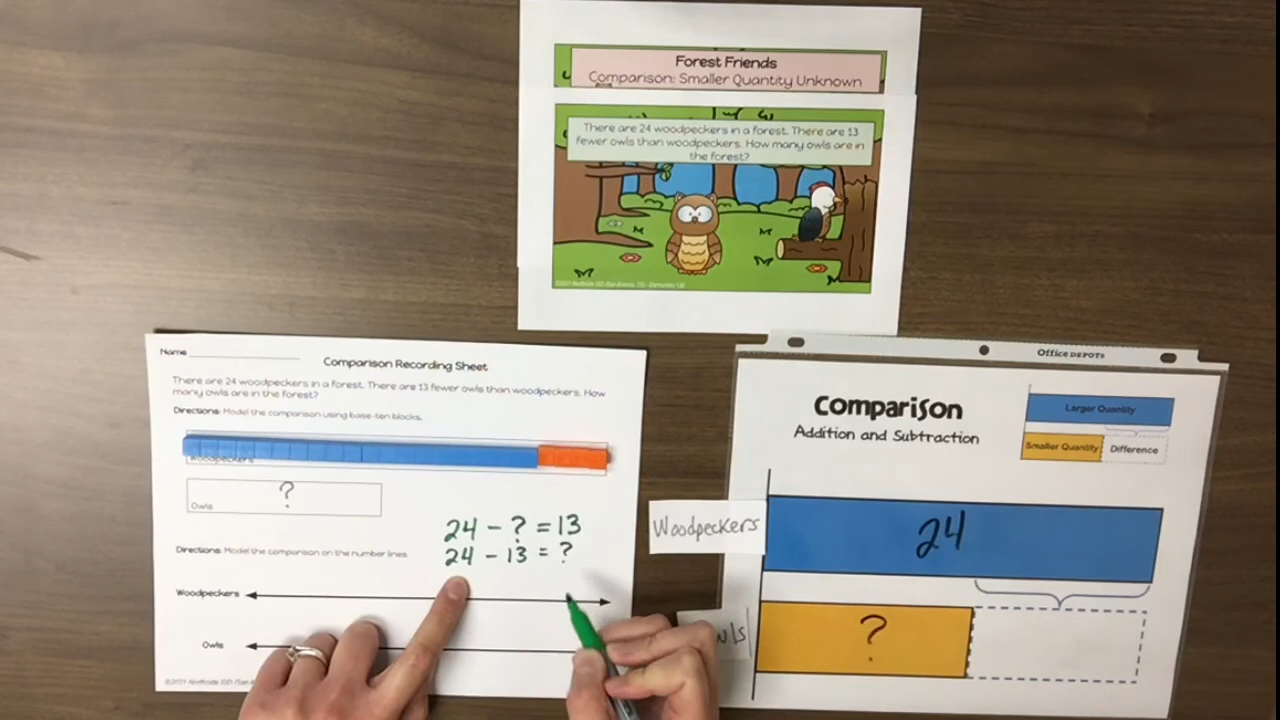 Forest Friends
Comparison: Smaller Quantity Unknown
There are 24 woodpeckers in a forest. There are 13
fewer owls than woodpeckers. How many owls are in
the forest?
Name
Comparison Recording Sheet
There are 24 woodpeckers in a forest. There are 13 fewer owls than woodpeckers. How
many owls are in the forest?
Directions: Model the comparison using base-ten blocks.
Woodpeckers
?
Owls
24 - ? = 13
24 - 13 = ?
Directions: Model the comparison on the number lines.
Woodpeckers
Owls
Office DEPOT
Comparison
Addition and Subtraction
Larger Quantity
Smaller Quantity
Difference
Woodpeckers
24
?